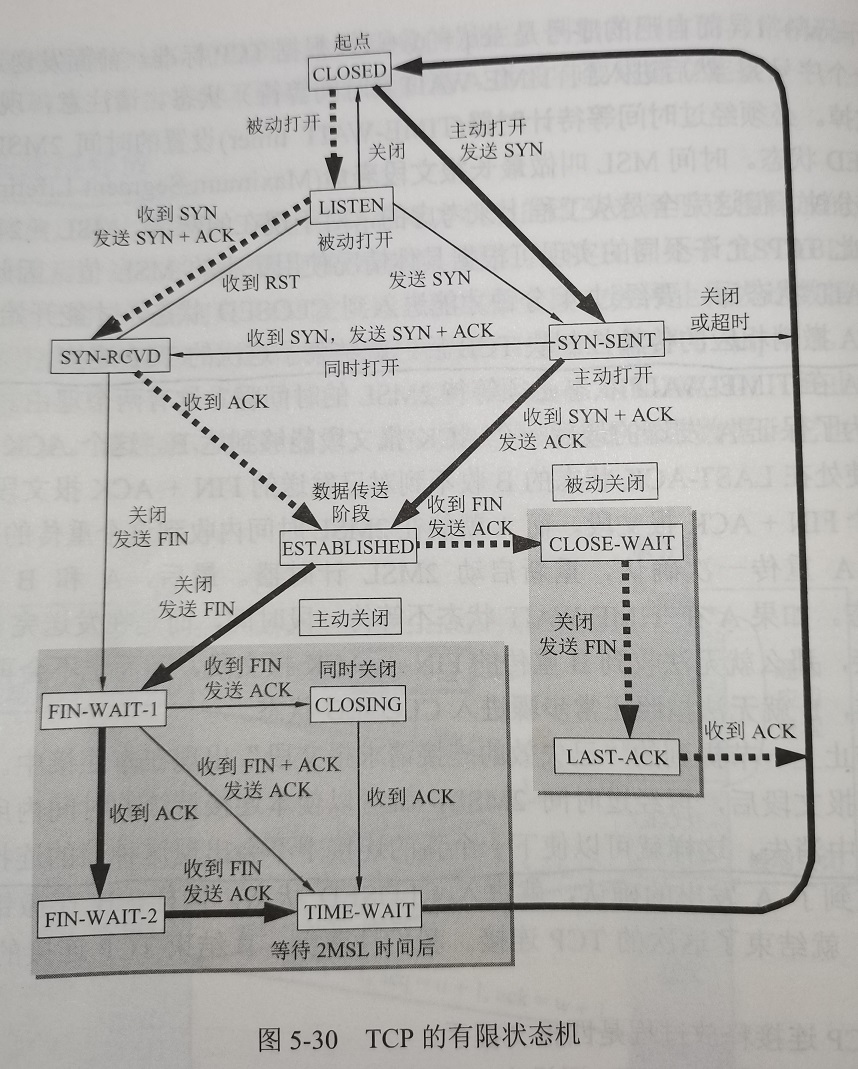 起点
CLOSED
被动打开
关闭
主动打开
发送 SYN
收到 SYN
发送 SYN + ACK
LISTEN
被动打开
收到 RST
发送 SYN
关闭
或超时
收到 SYN，发送 SYN + ACK
SYN-RCVD
SYN-SENT
同时打开
主动打开
收到 ACK
收到 SYN + ACK
发送 ACK
数据传送
阶段
被动关闭
收到 FIN
发送 ACK
关闭
发送 FIN
ESTABLISHED
CLOSE-WAIT
关闭
发送 FIN
主动关闭
关闭
发送 FIN
收到 FIN
发送 ACK
同时关闭
FIN-WAIT-1
CLOSING
收到 ACK
LAST-ACK
收到 FIN + ACK
发送 ACK
收到 ACK
收到 ACK
收到 FIN
发送 ACK
FIN-WAIT-2
TIME-WAIT
等待 2MSL 时间后
图 5-30 TCP 的有限状态机